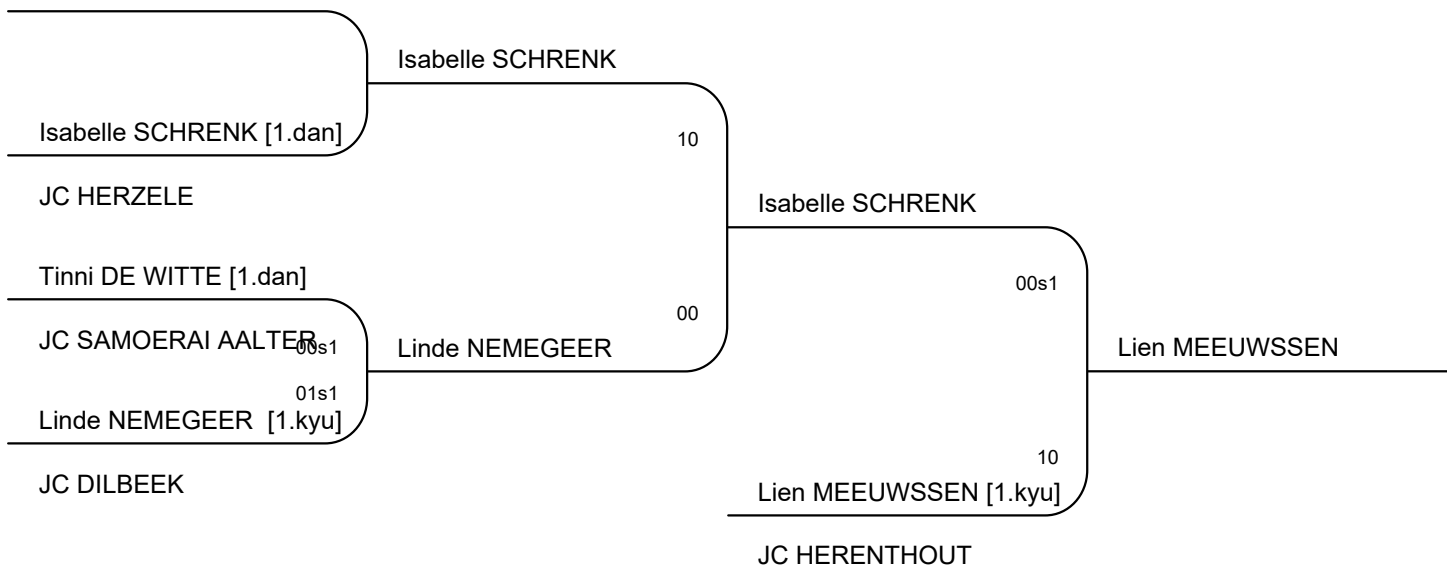 Isabelle SCHRENK
Isabelle SCHRENK [1.dan]
10
JC HERZELE
Isabelle SCHRENK
Tinni DE WITTE [1.dan]
00s1
00
JC SAMOERAI AALTER
00s1
Linde NEMEGEER
Lien MEEUWSSEN
01s1
Linde NEMEGEER [1.kyu]
10
JC DILBEEK
Lien MEEUWSSEN [1.kyu]
JC HERENTHOUT